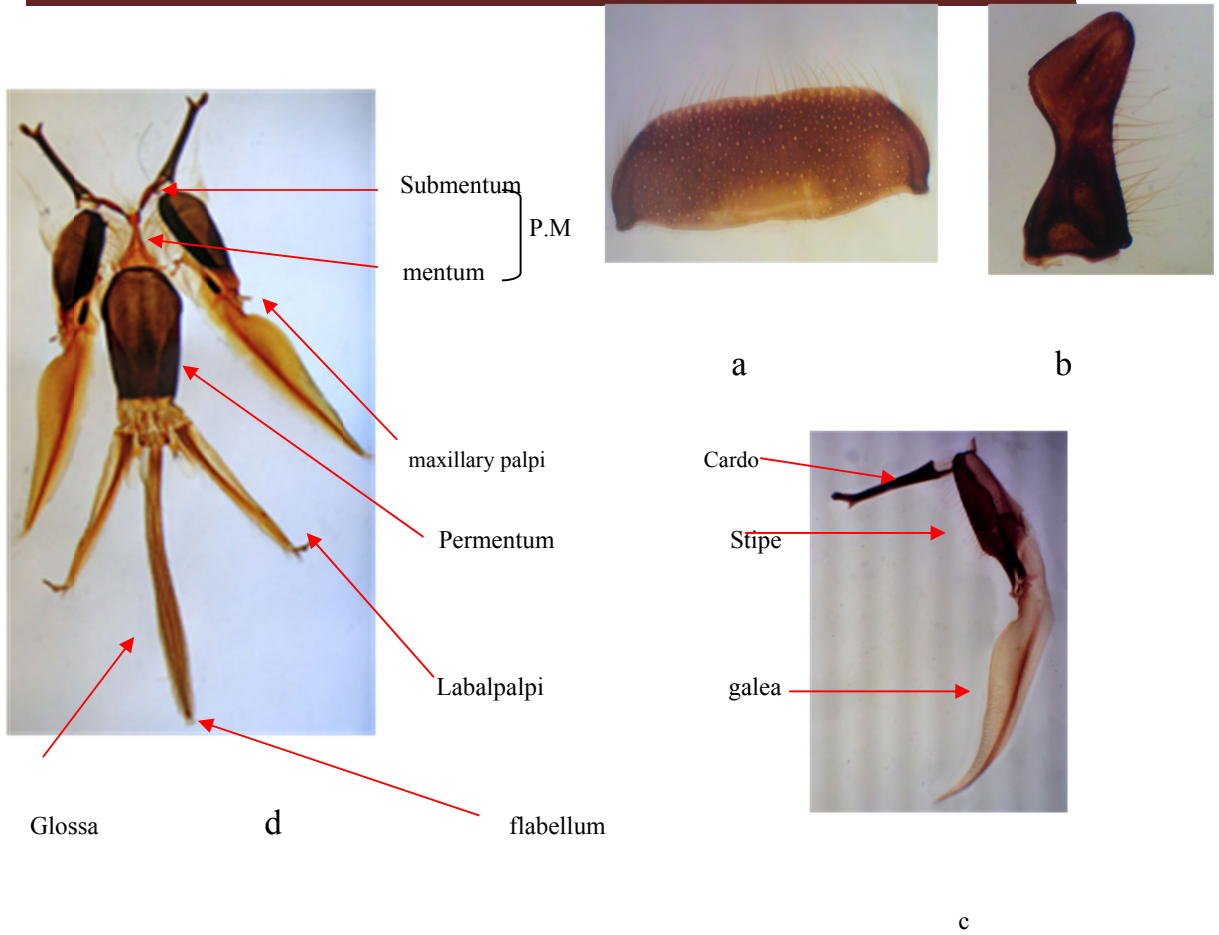 Submentum
P.M
mentum
a
b
maxillary palpi
Cardo
Permentum
Stipe
Labalpalpi
galea
Glossa
d
flabellum
c